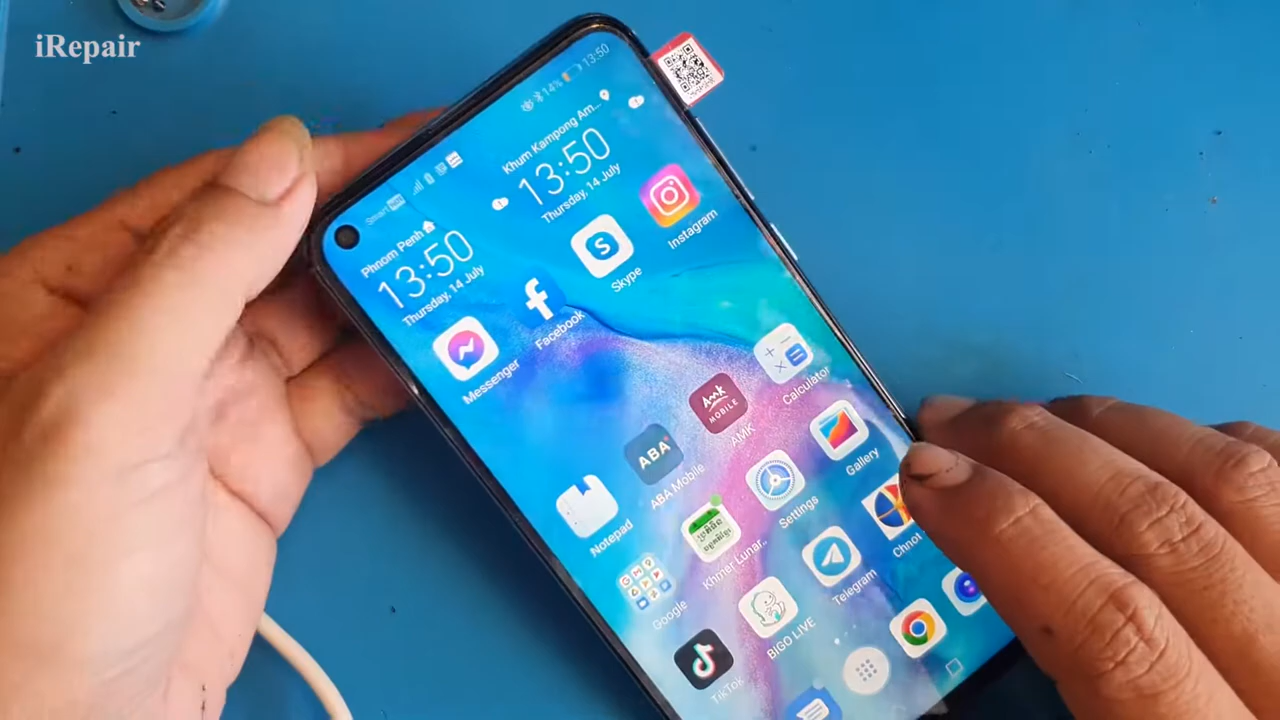 iRepair
Smart
14% 13:50
Phnom Penh
13:50
Thursday, 14 July
Khum Kampong Am...
13:50
Thursday, 14 July
Messenger
Facebook
S
Skype
Instagram
Notepad
ABA
ABA Mobile
AMK
MOBILE
AMK
Calculator
Google
Khmer Lunar..
Settings
Gallery
TikTok
BIGO LIVE
Telegram
Chnot